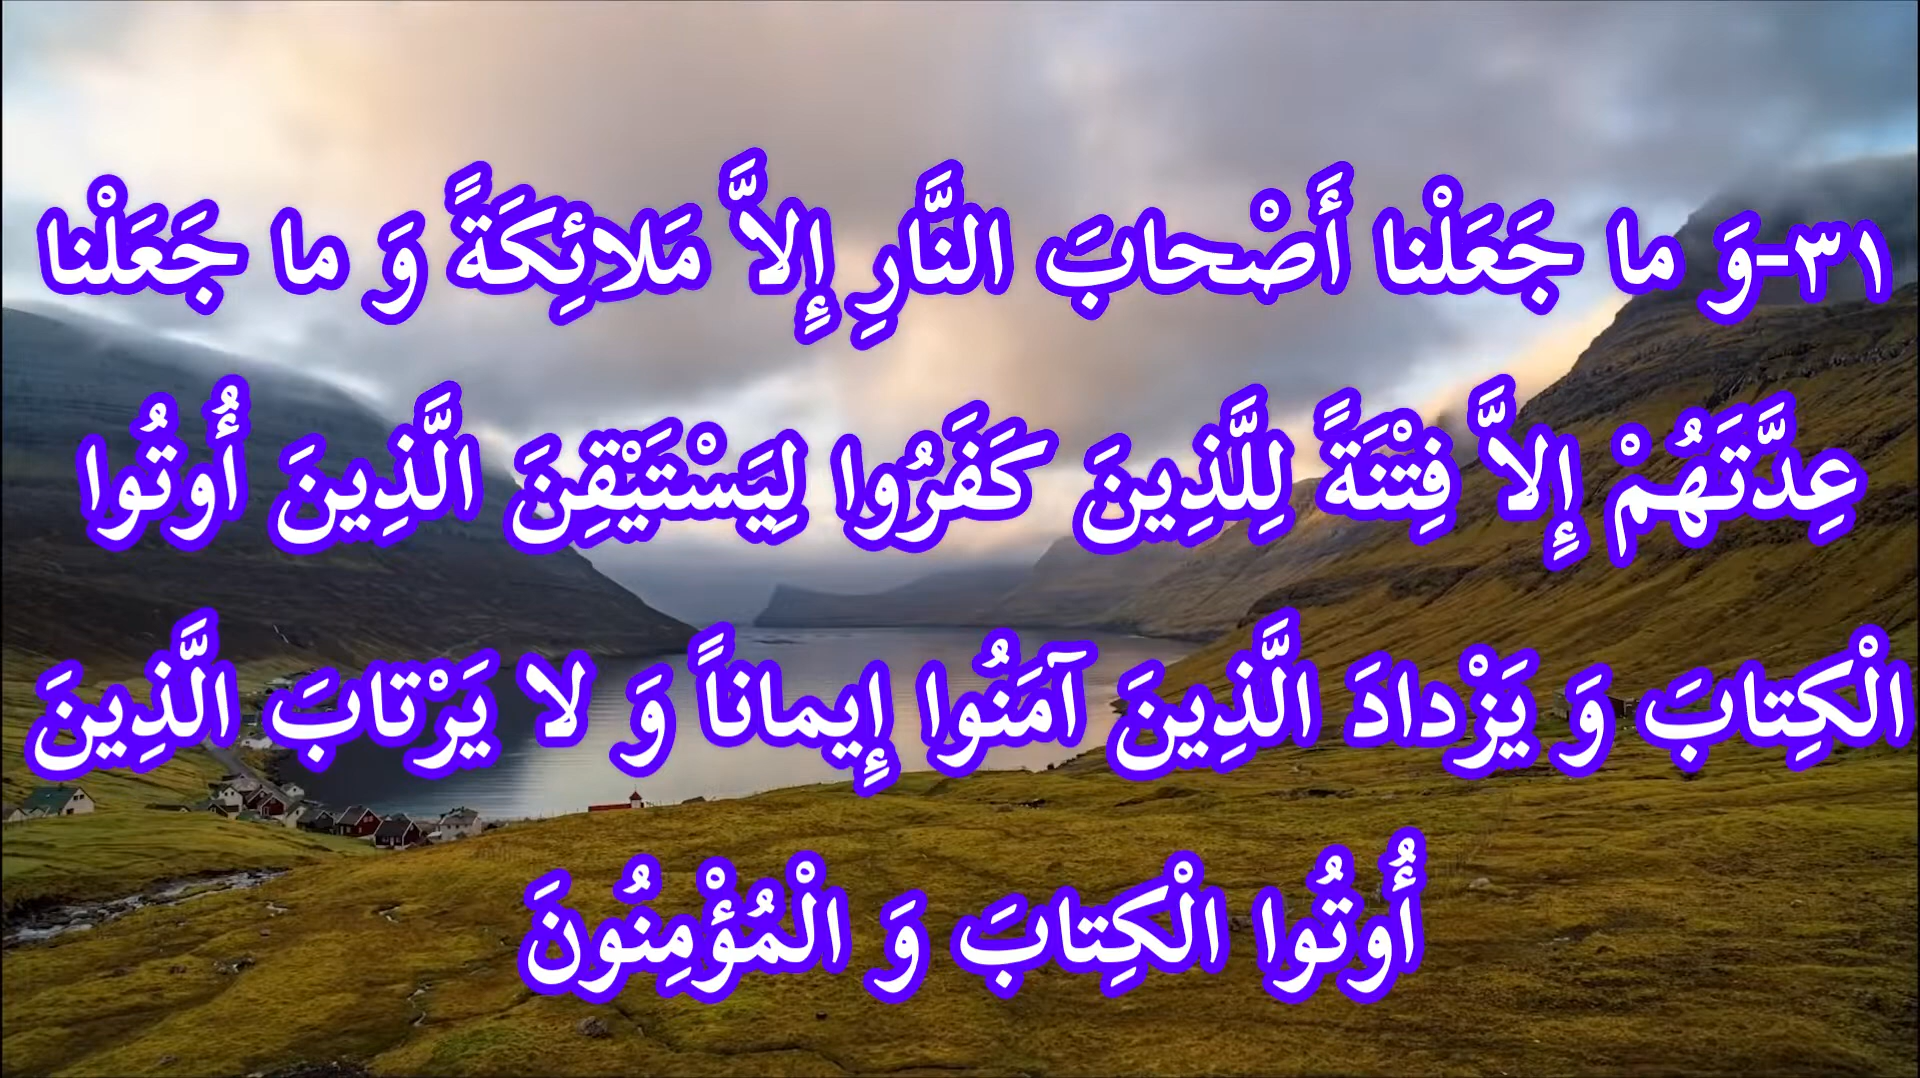 ٣١-وَ ما جَعَلْنا أَصْحابَ النَّارِ إِلاَّ مَلائِكَةً وَ ما جَعَلْنا
عِدَّتَهُمْ إِلاَّ فِتْنَةً لِلَّذِينَ كَفَرُوا لِيَسْتَيْقِنَ الَّذِينَ أُوتُوا
الْكِتابَ وَ يَزْدادَ الَّذِينَ آمَنُوا إِيماناً وَ لا يَرْتابَ الَّذِينَ
أُوتُوا الْكِتابَ وَ الْمُؤْمِنُونَ